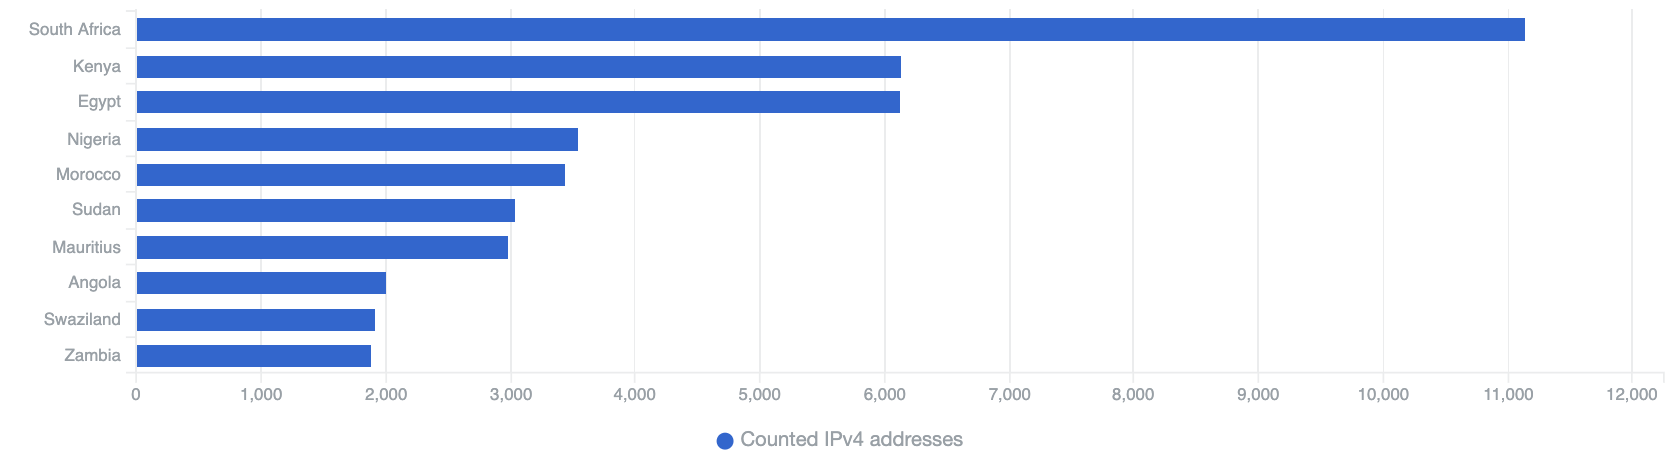 South Africa
Kenya
Egypt
Nigeria
Morocco
Sudan
Mauritius
Angola
Swaziland
Zambia
0 1,000 2,000 3,000 4,000 5,000 6,000 7,000 8,000 9,000 10,000 11,000 12,000
Counted IPv4 addresses